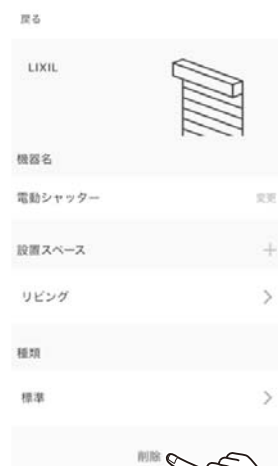 戻る
LIXIL
機器名
電動シャッター 変更
設置スペース +
リビング >
種類
標準 >
削除